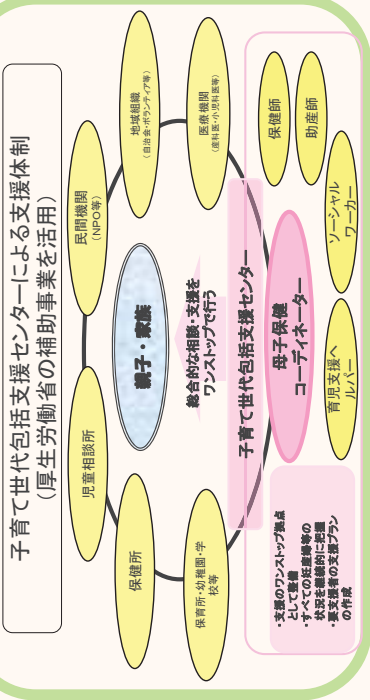 子育て世代包括支援センターによる支援体制
（厚生労働省の補助事業を活用）
民間機関
（NPO等）
児童相談所
地域組織
（自治会・ボランティア等）
親子・家族
保健所
医療機関
（産科医・小児科医等）
総合的な相談・支援を
ワンストップで行う
保育所・幼稚園・学
校等
子育て世代包括支援センター
母子保健
コーディネーター
保健師
助産師
ソーシャル
ワーカー
育児支援ヘ
ルパー
・支援のワンストップ拠点
として整備
・すべての妊産婦等の
状況を継続的に把握
・要支援者の支援プラン
の作成